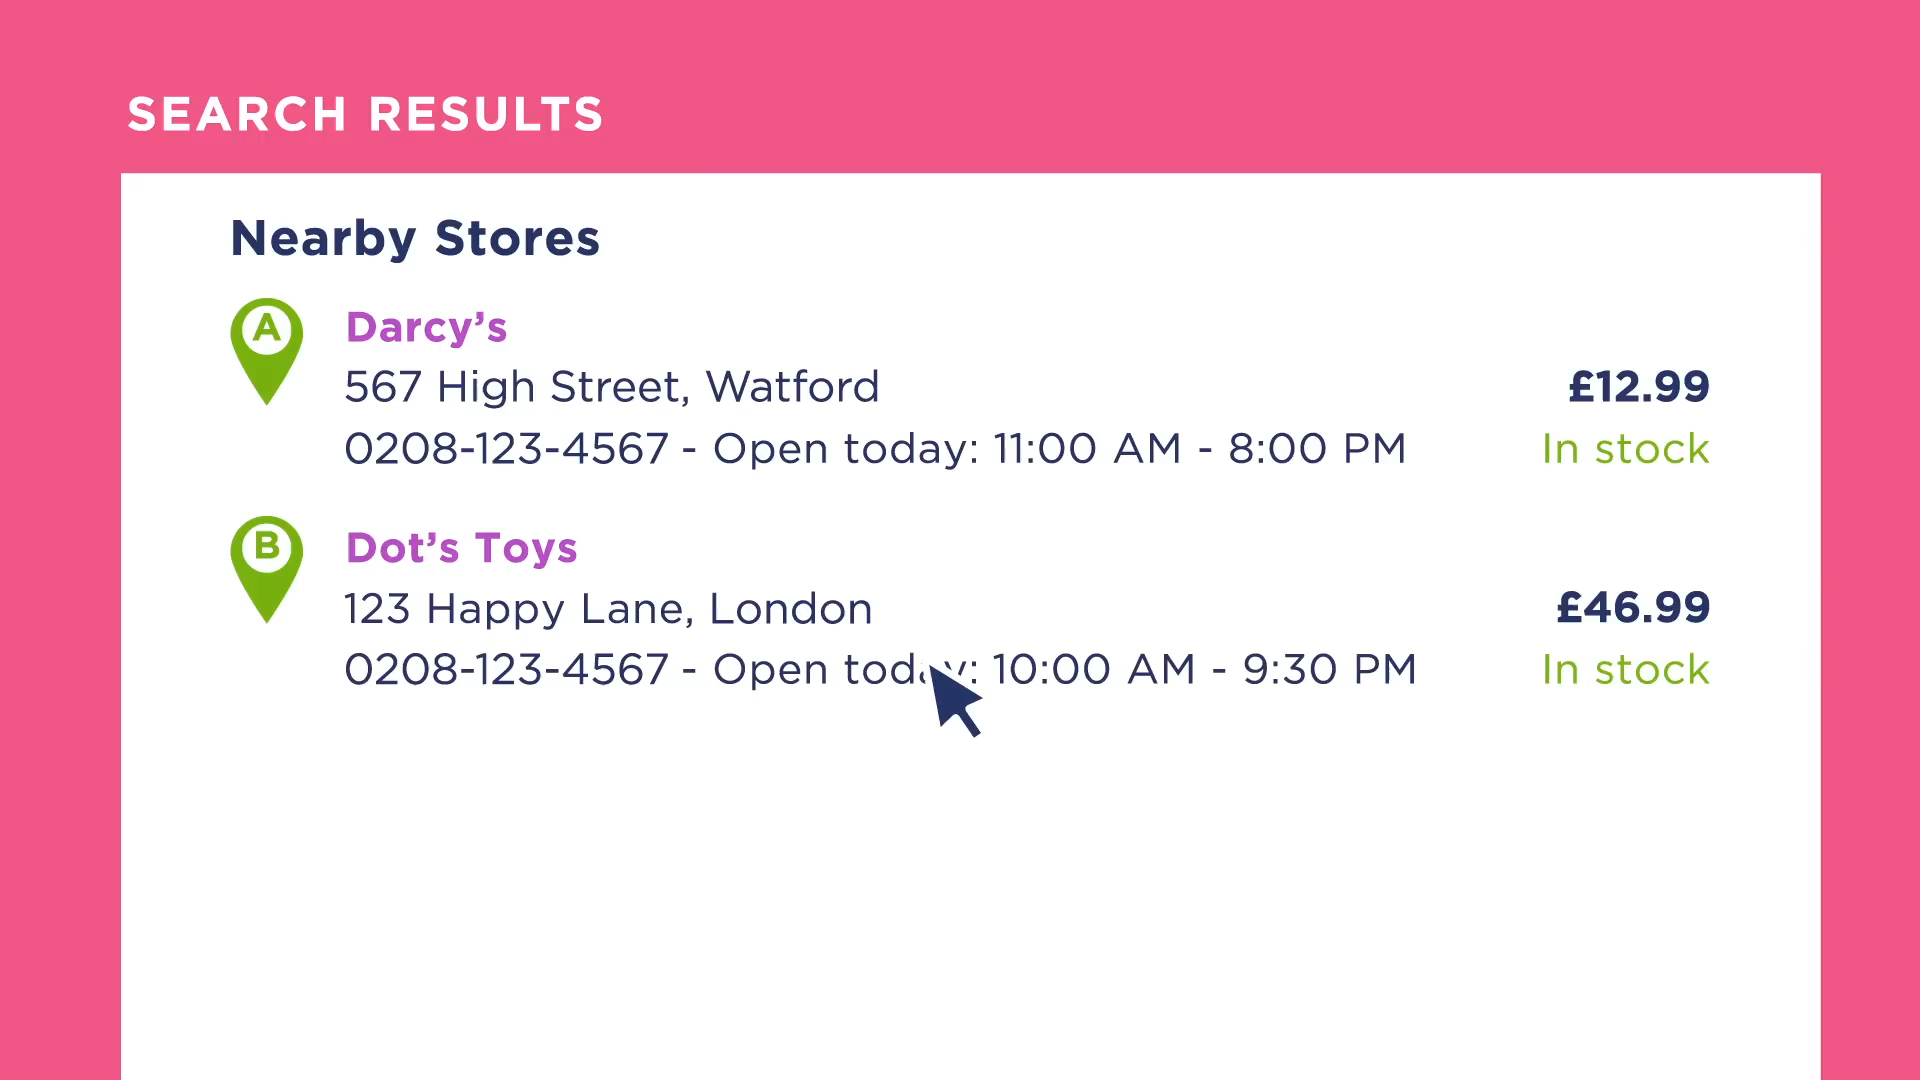 SEARCH RESULTS
Nearby Stores
A
Darcy’s
567 High Street, Watford
£12.99
0208-123-4567 - Open today: 11:00 AM - 8:00 PM
In stock
B
Dot’s Toys
123 Happy Lane, London
£46.99
0208-123-4567 - Open today: 10:00 AM - 9:30 PM
In stock